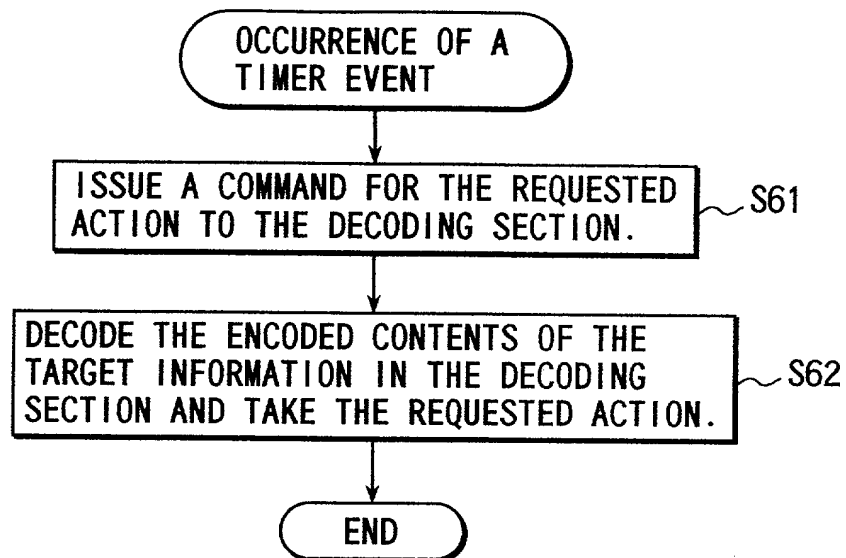 OCCURRENCE OF A
TIMER EVENT
ISSUE A COMMAND FOR THE REQUESTED
ACTION TO THE DECODING SECTION.
S61
DECODE THE ENCODED CONTENTS OF THE
TARGET INFORMATION IN THE DECODING
SECTION AND TAKE THE REQUESTED ACTION.
S62
END